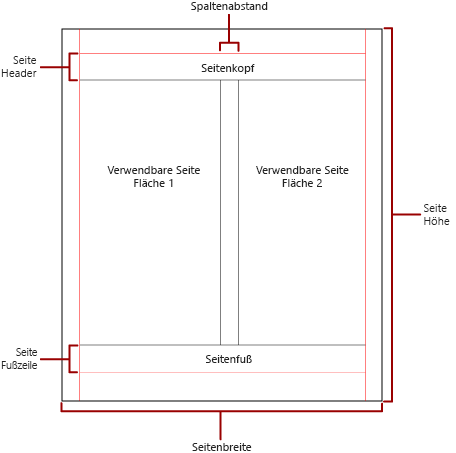 Spaltenabstand
Seite
Header
Seitenkopf
Verwendbare Seite
Fläche 1
Verwendbare Seite
Fläche 2
Seite
Höhe
Seite
Fußzeile
Seitenfuß
Seitenbreite